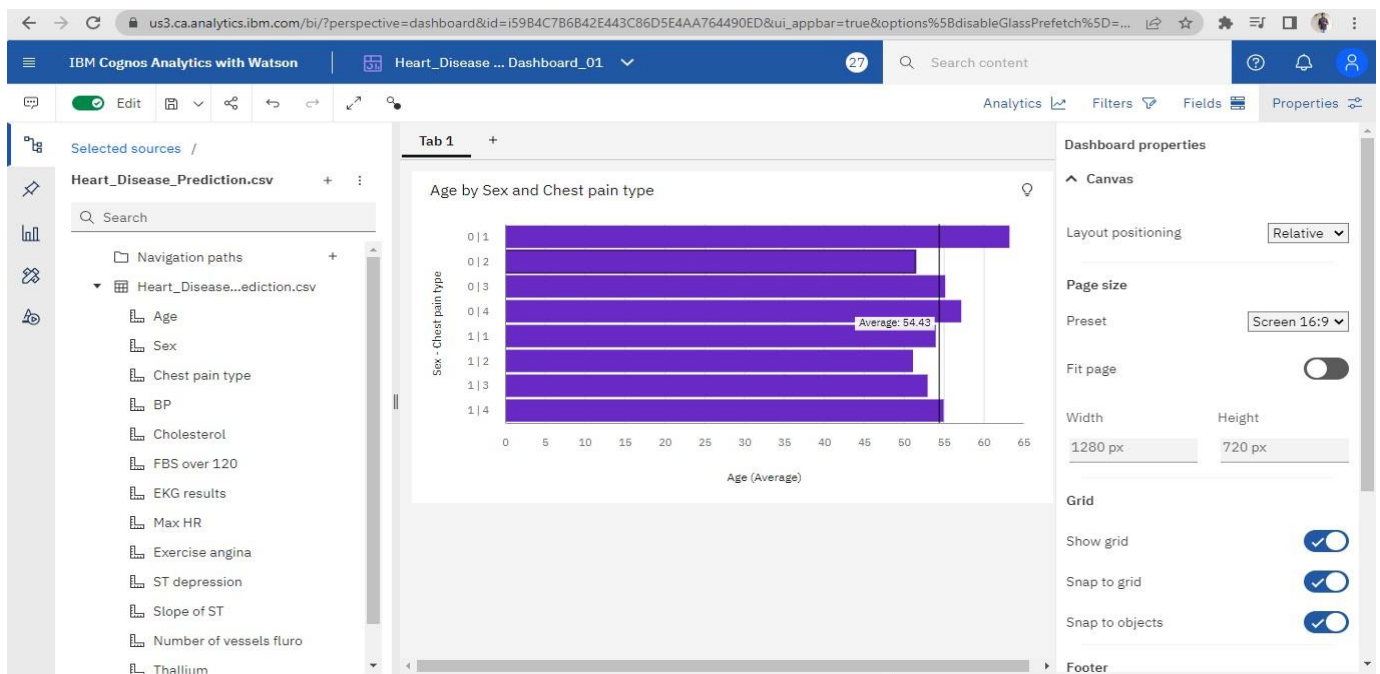 us3.ca.analytics.ibm.com/bi/?perspective=dashboard&id=i59B4C7B6B42E443C86D5E4AA764490ED&ui_appbar=true&options%5BdisableGlassPrefetch%5D=...
IBM Cognos Analytics with Watson
Heart_Disease ... Dashboard_01
27
Search content
Edit
Analytics
Filters
Fields
Properties
Selected sources /
Heart_Disease_Prediction.csv
Search
Navigation paths
Heart_Disease...ediction.csv
Age
Sex
Chest pain type
BP
Cholesterol
FBS over 120
EKG results
Max HR
Exercise angina
ST depression
Slope of ST
Number of vessels fluro
Thallium
Tab 1
Age by Sex and Chest pain type
Sex - Chest pain type
0|1
0|2
0|3
0|4
1|1
1|2
1|3
1|4
Average: 54.43
0 5 10 15 20 25 30 35 40 45 50 55 60 65
Age (Average)
Dashboard properties
Canvas
Layout positioning
Relative
Page size
Preset
Screen 16:9
Fit page
Width Height
1280 px 720 px
Grid
Show grid
Snap to grid
Snap to objects
Footer